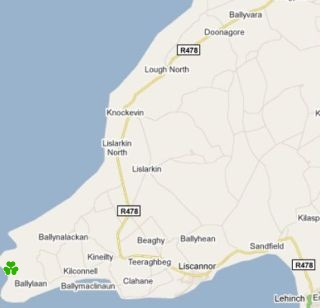 Ballyvara
Doonagore
R478
Lough North
Knockevin
Lislarkin
North
Lislarkin
R478
Kilasp
Ballynalackan
Beaghy
Ballyhean
Sandfield
Kineilty
Teeraghbeg
Kilconnell
Liscannor
Ballylaan
Ballymaclinaun
Clahane
Lehinch